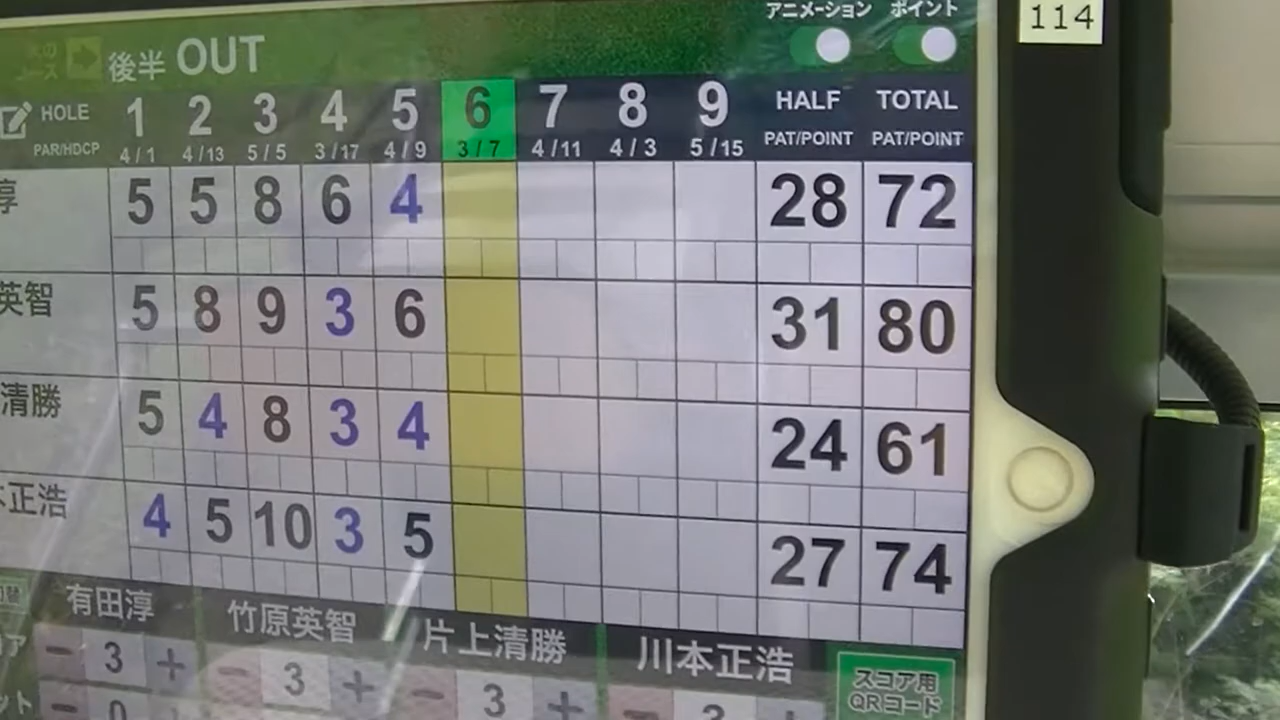 アニメーション ポイント
114
後半 OUT
HOLE 1 2 3 4 5 6 7 8 9 HALF TOTAL
PAR/HDCP 4/1 4/13 5/5 3/17 4/9 3/7 4/11 4/3 5/15 PAT/POINT PAT/POINT
淳 5 5 8 6 4 28 72
英智 5 8 9 3 6 31 80
清勝 5 4 8 3 4 24 61
本正浩 4 5 10 3 5 27 74
有田淳 竹原英智 片上清勝 川本正浩
− 3 + − 3 + − 3 + − 3 +
− 0
スコア用
QRコード